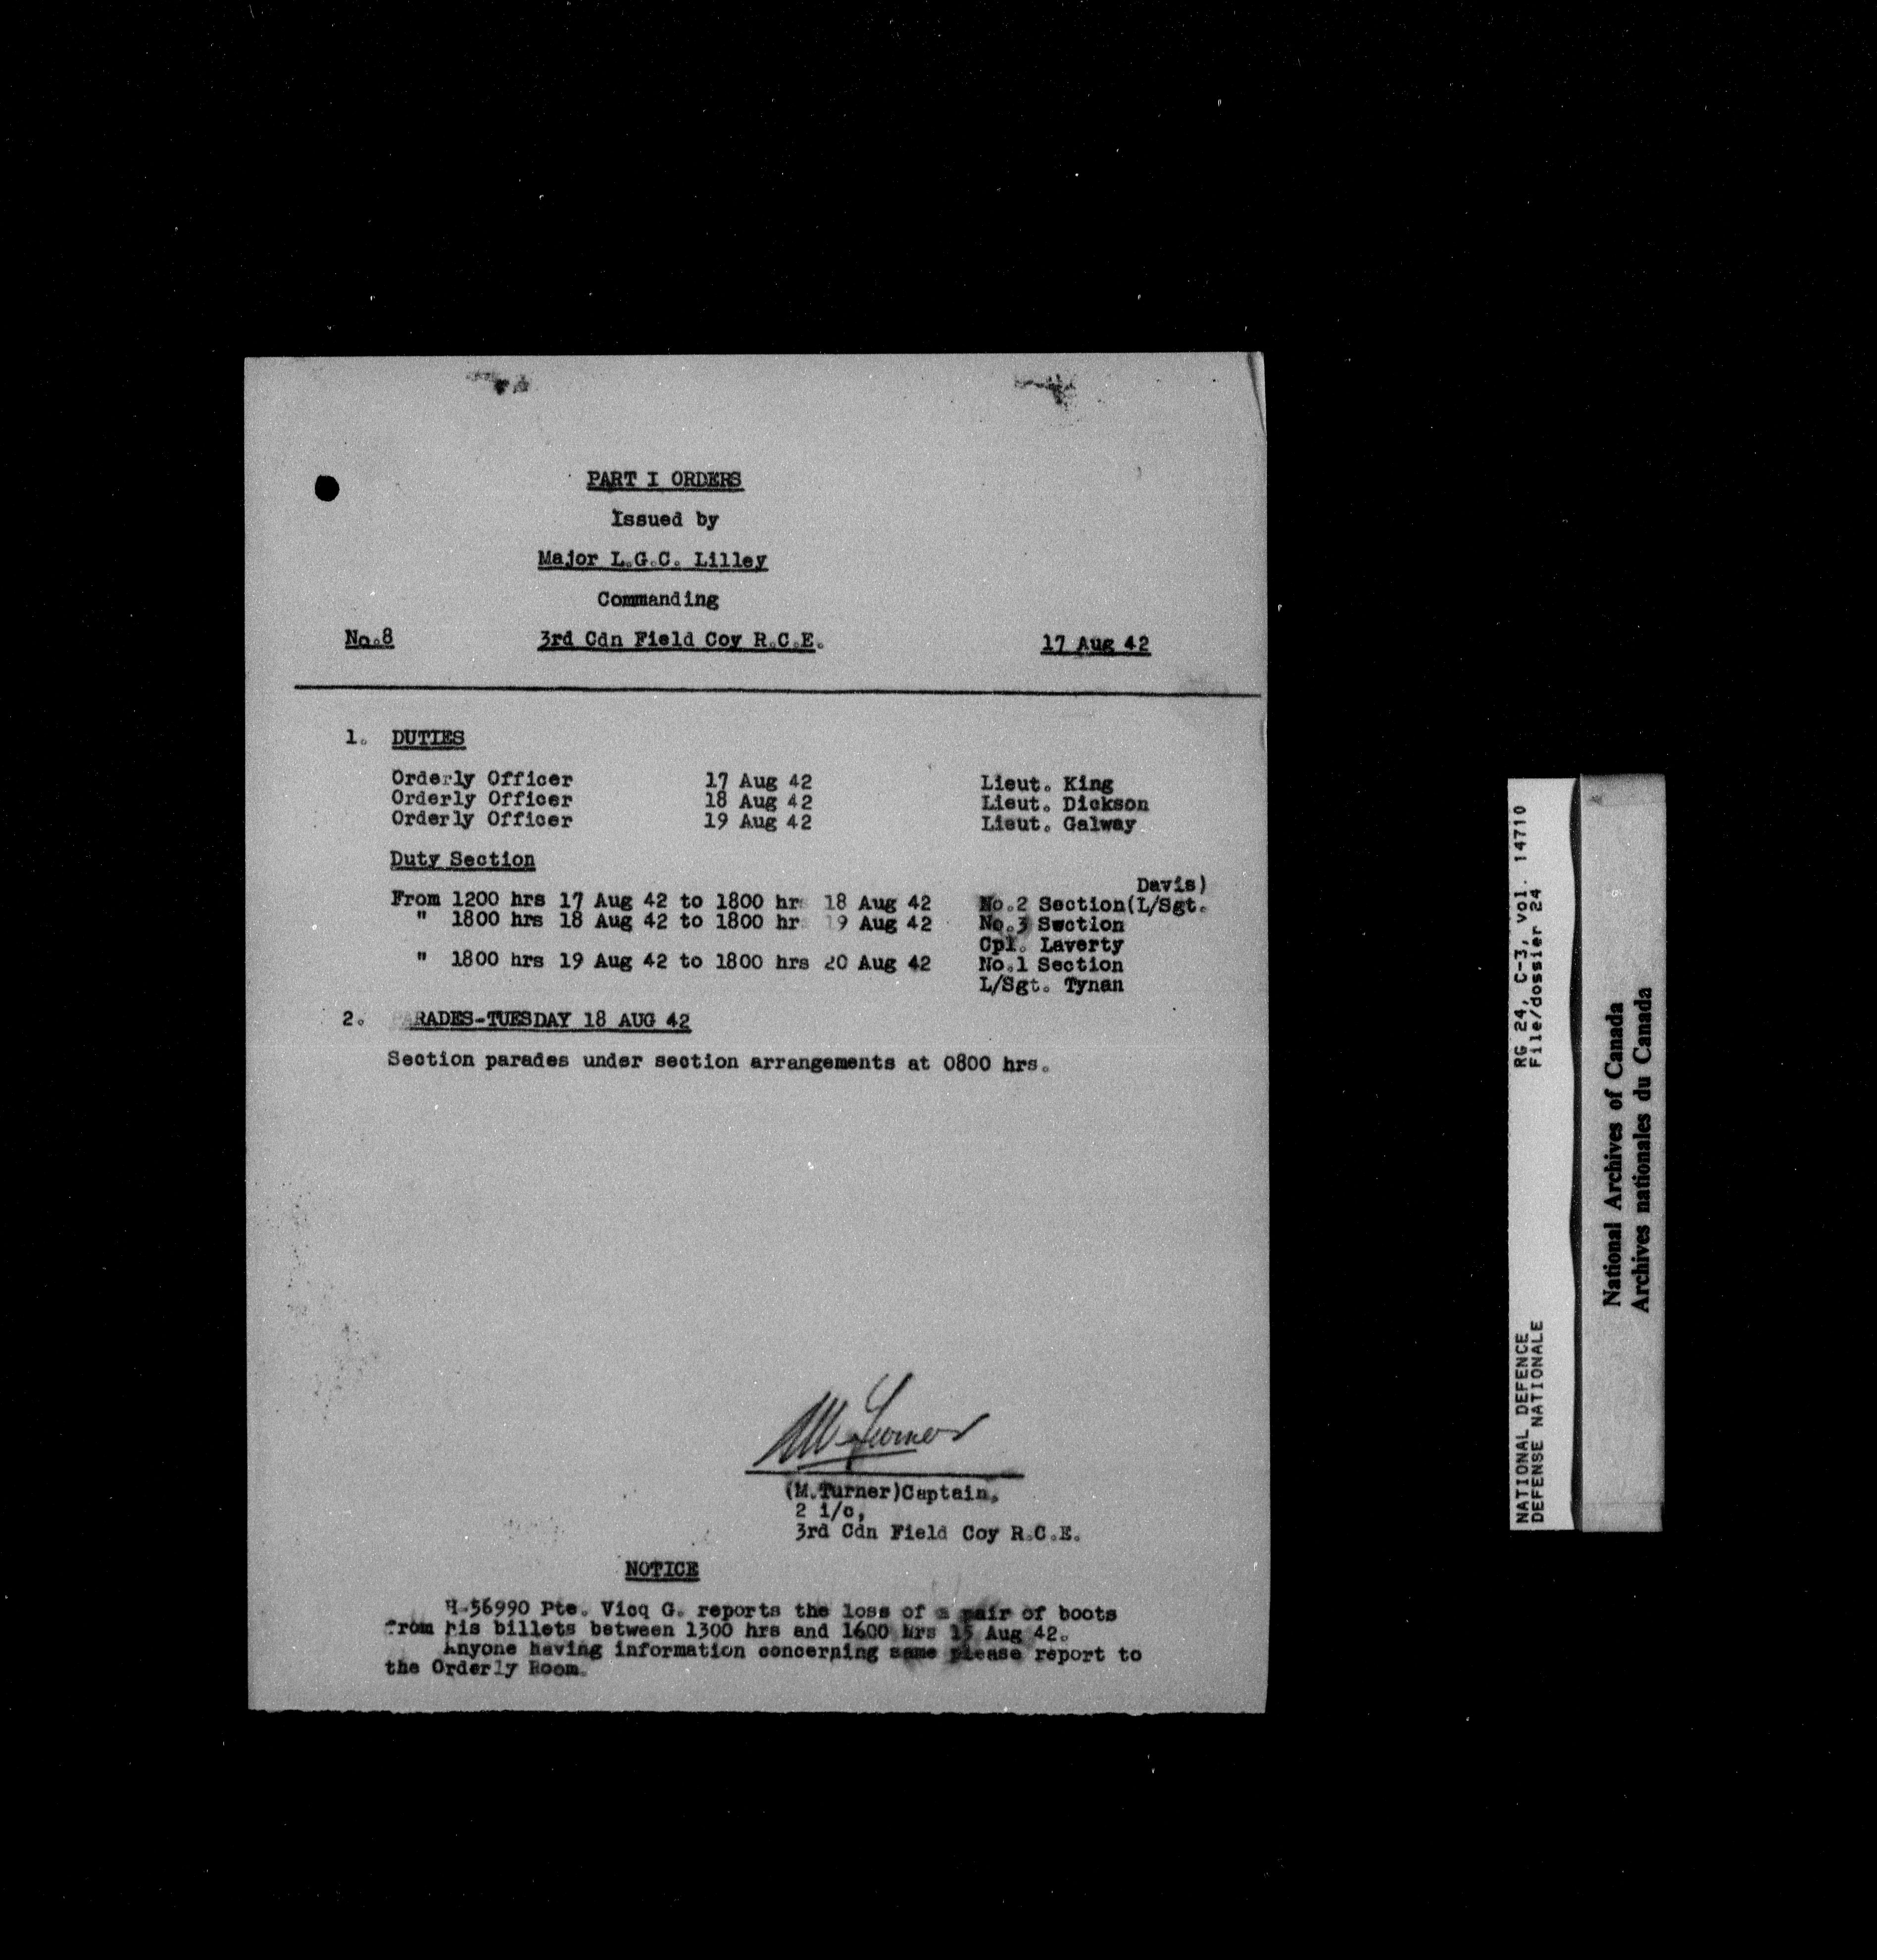 PART I ORDERS
Issued by
Major L.G.C. Lilley
Commanding
No.8 3rd Cdn Field Coy R.C.E. 17 Aug 42
1. DUTIES
Orderly Officer 17 Aug 42 Lieut. King
Orderly Officer 18 Aug 42 Lieut. Dickson
Orderly Officer 19 Aug 42 Lieut. Galway
Duty Section
Davis)
From 1200 hrs 17 Aug 42 to 1800 hrs 18 Aug 42 No.2 Section(L/Sgt.
" 1800 hrs 18 Aug 42 to 1800 hrs 19 Aug 42 No.3 Swction
Cpl. Laverty
" 1800 hrs 19 Aug 42 to 1800 hrs 20 Aug 42 No.1 Section
L/Sgt. Tynan
2. PARADES-TUESDAY 18 AUG 42
Section parades under section arrangements at 0800 hrs.
(M.Turner)Captain,
2 i/c,
3rd Cdn Field Coy R.C.E.
NOTICE
H-56990 Pte. Vicq G. reports the loss of a pair of boots
from his billets between 1300 hrs and 1600 hrs 15 Aug 42.
Anyone having information concerning same please report to
the Orderly Room.
NATIONAL DEFENCE RG 24, C-3, vol. 14710
DEFENSE NATIONALE File/dossier 24
National Archives of Canada
Archives nationales du Canada